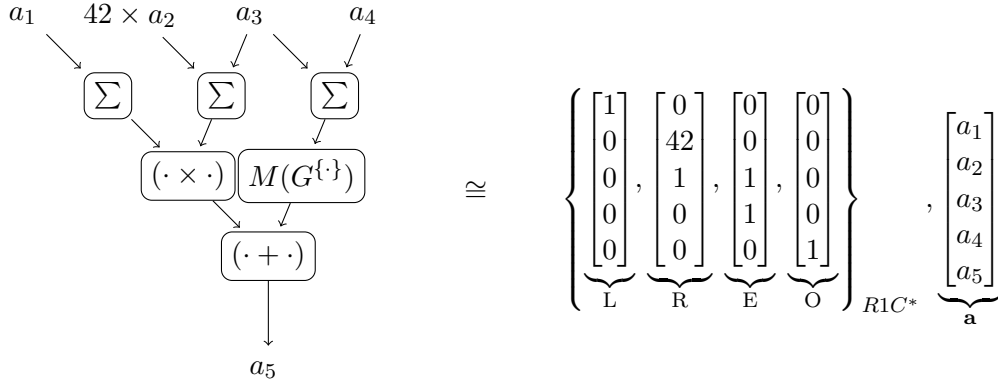 a₁ 42 × a₂ a₃ a₄
∑ ∑ ∑
(· × ·) M(G^{·})
(· + ·)
a₅
≊
{ [1 0 0 0 0] , [0 42 1 0 0] , [0 0 1 1 0] , [0 0 0 0 1] } R1C* , [a₁ a₂ a₃ a₄ a₅]
L R E O a